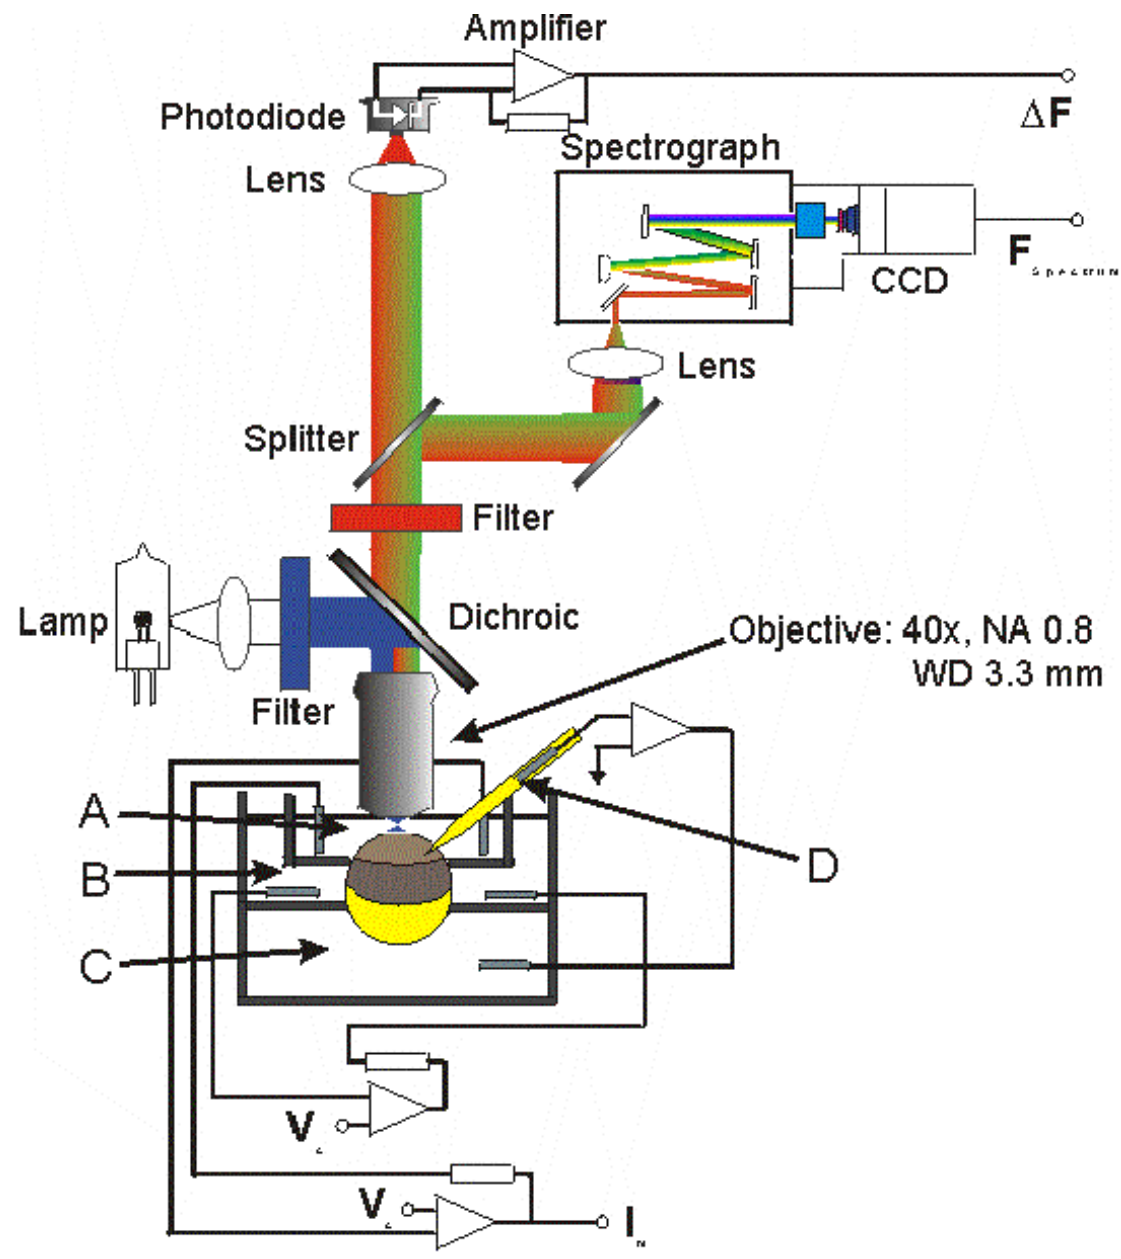 Amplifier
Photodiode
ΔF
Spectrograph
Lens
F Spectrum
CCD
Lens
Splitter
Filter
Lamp
Dichroic
Objective: 40x, NA 0.8
WD 3.3 mm
Filter
A
B
D
C
V
V
I